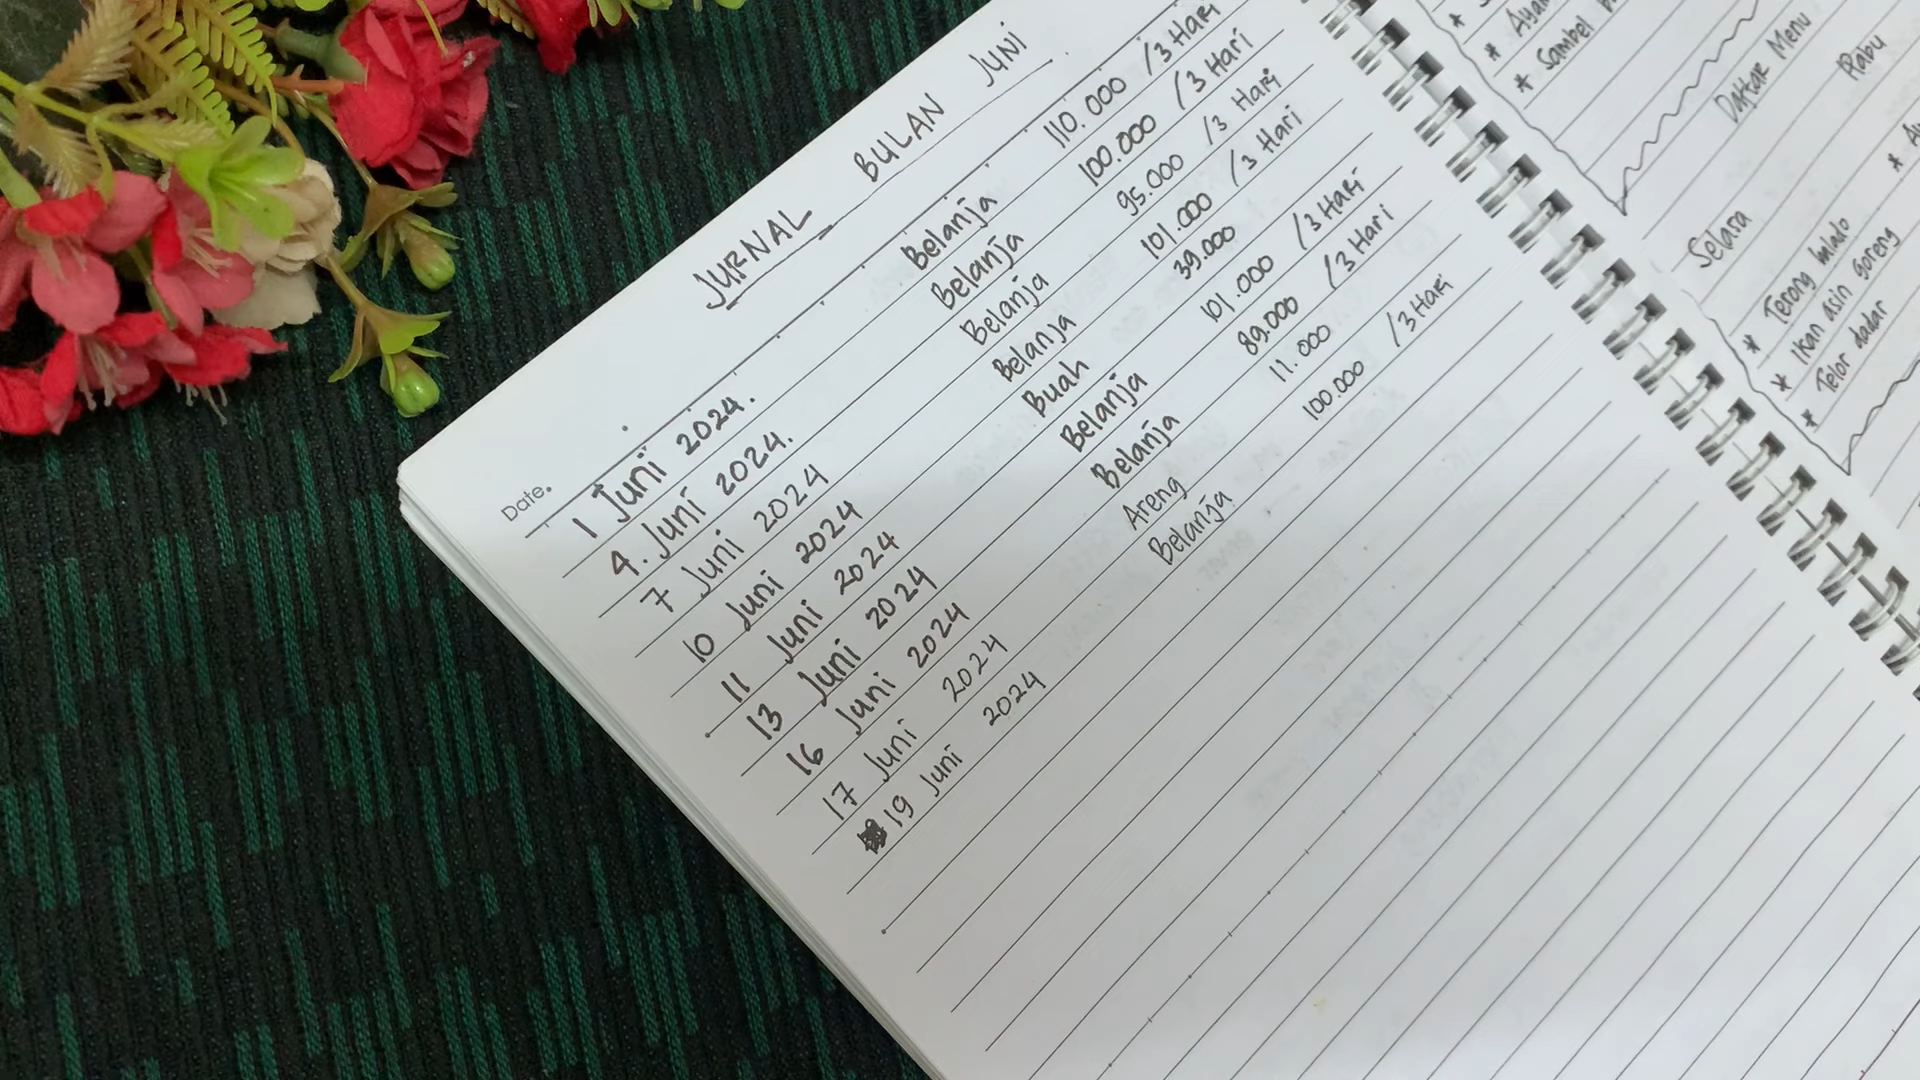 JURNAL BULAN JUNI
Date.
1 Juni 2024. Belanja 110.000 /3 Hari
4. Juni 2024. Belanja 100.000 /3 Hari
7 Juni 2024 Belanja 95.000 /3 Hari
10 Juni 2024 Belanja 101.000 /3 Hari
11 Juni 2024 Buah 39.000
13 Juni 2024 Belanja 101.000 /3 Hari
16 Juni 2024 Belanja 89.000 /3 Hari
17 Juni 2024 Areng 11.000
19 Juni 2024 Belanja 100.000 /3 Hari
* Sambel
Daftar Menu
Selasa
Rabu
* Terong balado
* Ikan asin goreng
* Telor dadar